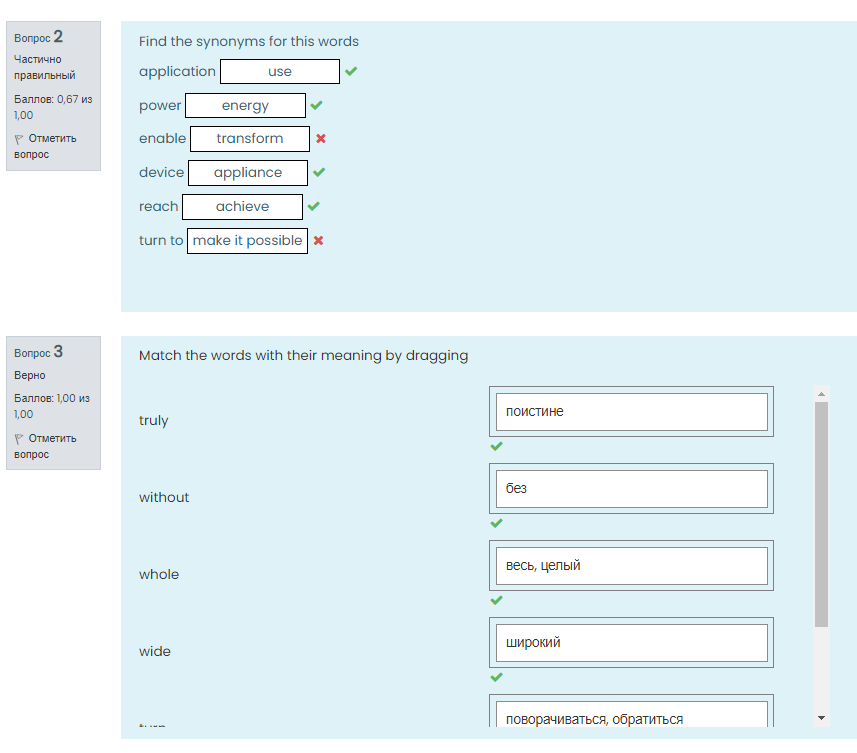 Вопрос 2
Частично
правильный
Баллов: 0,67 из
1,00
Отметить
вопрос
Find the synonyms for this words
application use
power energy
enable transform
device appliance
reach achieve
turn to make it possible
Вопрос 3
Верно
Баллов: 1,00 из
1,00
Отметить
вопрос
Match the words with their meaning by dragging
truly поистине
without без
whole весь, целый
wide широкий
turn поворачиваться, обратиться